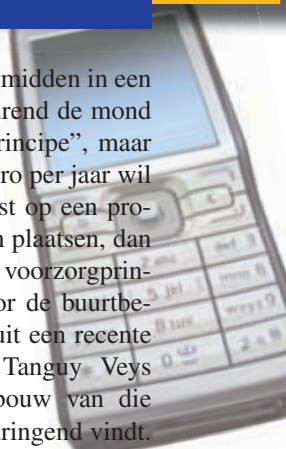 midden in een
rend de mond
rincipe”, maar
ro per jaar wil
st op een pro-
n plaatsen, dan
voorzorgprin-
or de buurtbe-
uit een recente
Tanguy Veys
bouw van die
ringend vindt.